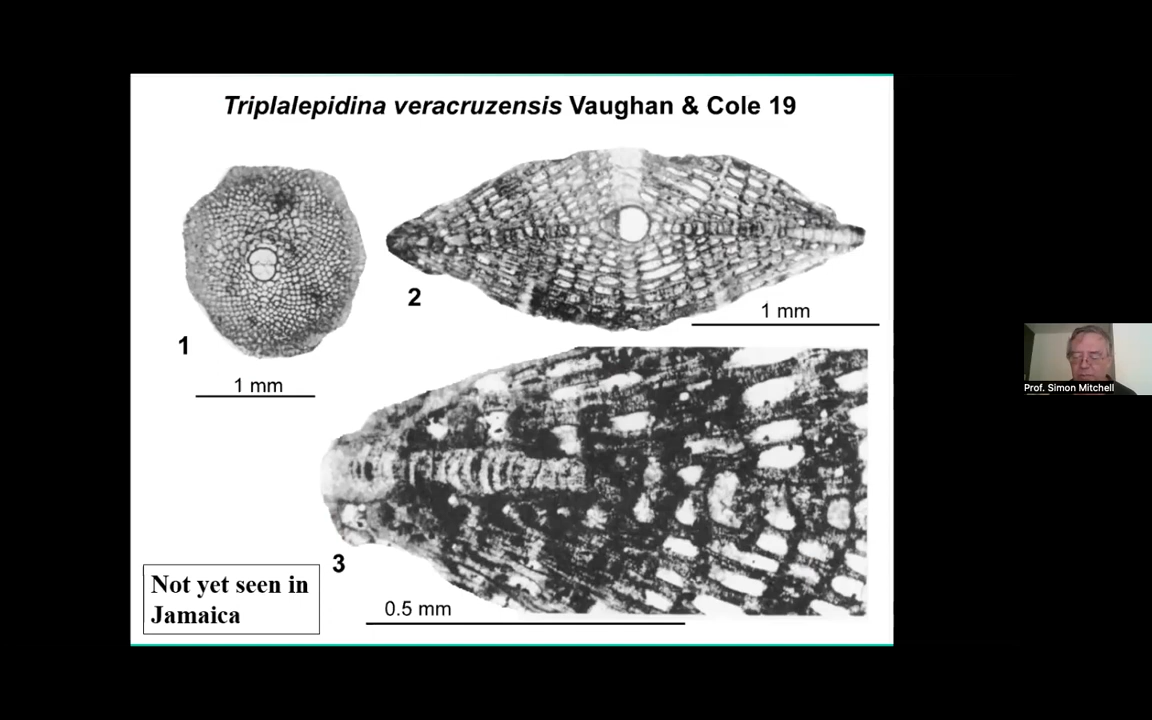 Triplalepidina veracruzensis Vaughan & Cole 19
1
1 mm
2
1 mm
3
0.5 mm
Not yet seen in
Jamaica
Prof. Simon Mitchell